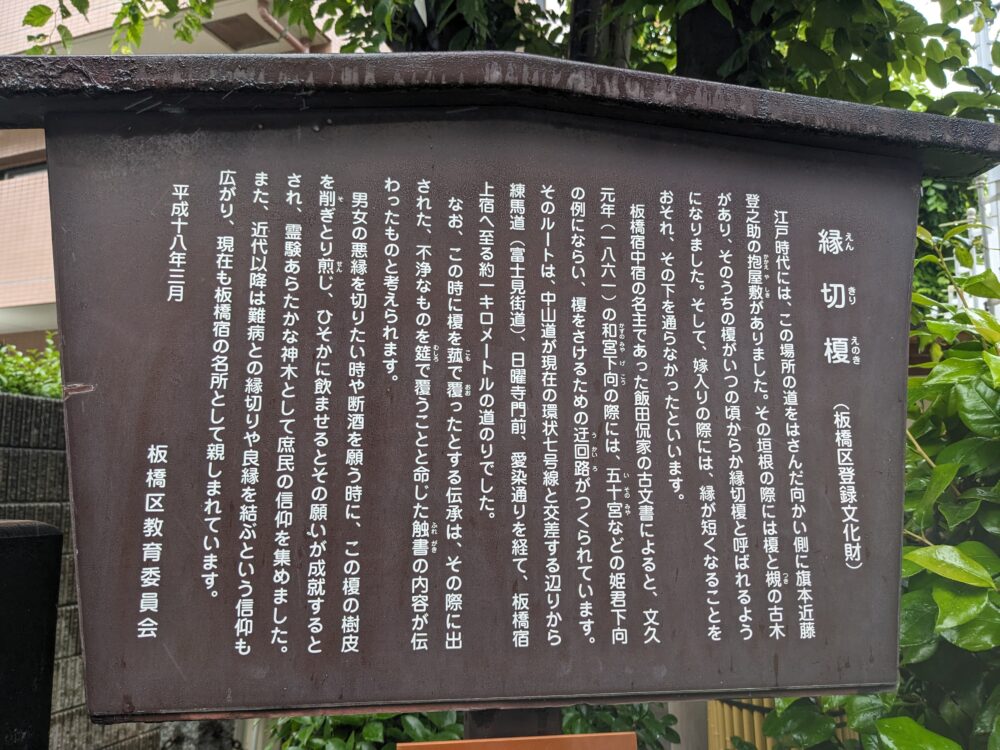 縁切榎 （板橋区登録文化財）
江戸時代には、この場所の道をはさんだ向かい側に旗本近藤
登之助の抱屋敷がありました。その垣根の際には榎と槻の古木
があり、そのうちの榎がいつの頃からか縁切榎と呼ばれるよう
になりました。そして、嫁入りの際には、縁が短くなることを
おそれ、その下を通らなかったといいます。
板橋宿中宿の名主であった飯田侃家の古文書によると、文久
元年（一八六一）の和宮下向の際には、五十宮などの姫君下向
の例にならい、榎をさけるための迂回路がつくられています。
そのルートは、中山道が現在の環状七号線と交差する辺りから
練馬道（富士見街道）、日曜寺門前、愛染通りを経て、板橋宿
上宿へ至る約一キロメートルの道のりでした。
なお、この時に榎を菰で覆ったとする伝承は、その際に出
された、不浄なものを筵で覆うことと命じた触書の内容が伝
わったものと考えられます。
男女の悪縁を切りたい時や断酒を願う時に、この榎の樹皮
を削ぎとり煎じ、ひそかに飲ませるとその願いが成就すると
され、霊験あらたかな神木として庶民の信仰を集めました。
また、近代以降は難病との縁切りや良縁を結ぶという信仰も
広がり、現在も板橋宿の名所として親しまれています。
平成十八年三月
板橋区教育委員会